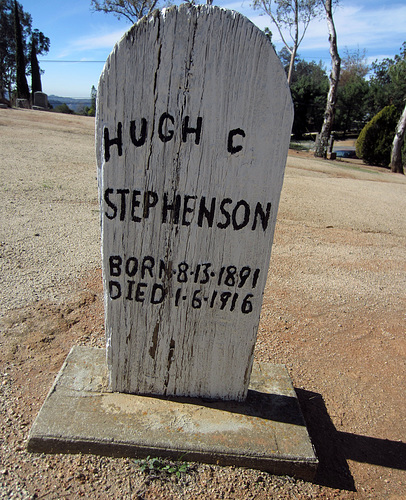 HUGH C
STEPHENSON
BORN·8·13·1891
DIED 1·6·1916